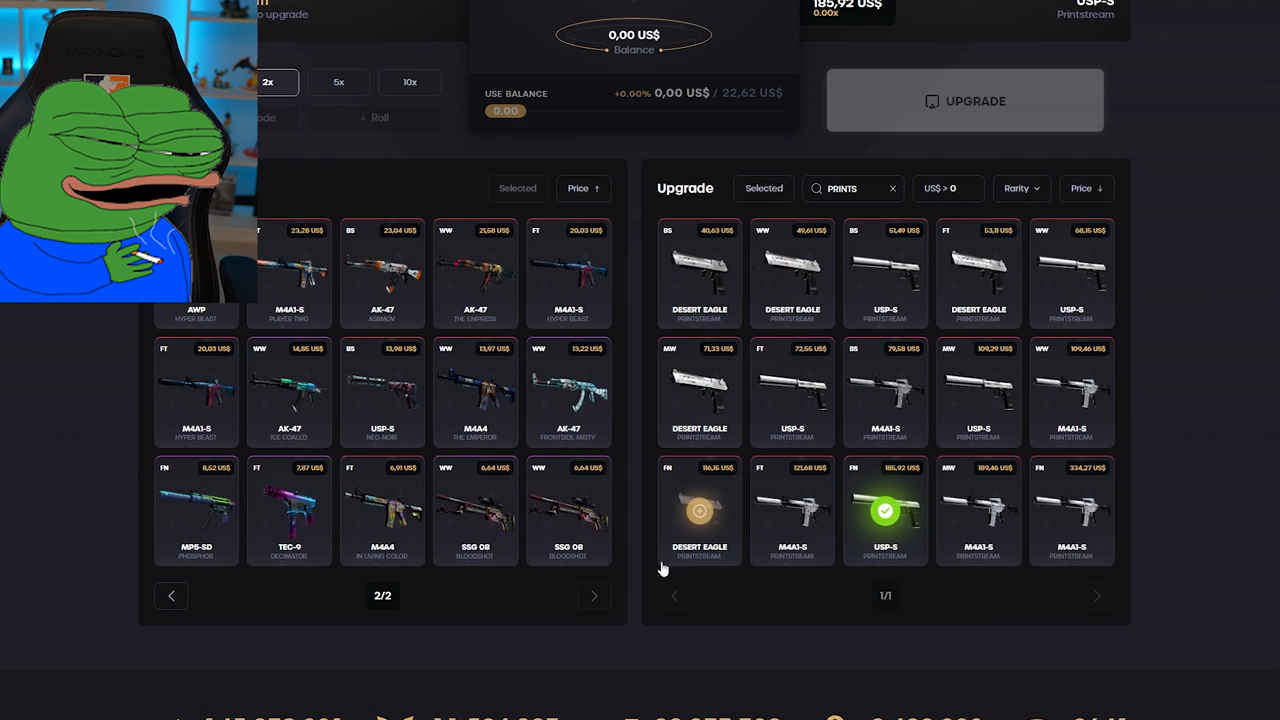 o upgrade
185,92 US$
0.00x
USP-S
Printstream
0,00 US$
Balance
2x
5x
10x
USE BALANCE
+0.00% 0,00 US$ / 22,62 US$
0.00
UPGRADE
ode
Roll
Selected
Price ↑
Upgrade
Selected
PRINTS
US$ > 0
Rarity
Price ↓
AWP
HYPER BEAST
T 23,28 US$
M4A1-S
PLAYER TWO
BS 23,04 US$
AK-47
ASIIMOV
WW 21,58 US$
AK-47
THE EMPRESS
FT 20,03 US$
M4A1-S
HYPER BEAST
FT 20,03 US$
M4A1-S
HYPER BEAST
WW 14,85 US$
AK-47
ICE COALED
BS 13,98 US$
USP-S
NEO-NOIR
WW 13,97 US$
M4A4
THE EMPEROR
WW 13,22 US$
AK-47
FRONTSIDE MISTY
FN 8,52 US$
MP5-SD
PHOSPHOR
FT 7,87 US$
TEC-9
DECIMATOR
FT 6,91 US$
M4A4
IN LIVING COLOR
WW 6,64 US$
SSG 08
BLOODSHOT
WW 6,64 US$
SSG 08
BLOODSHOT
2/2
BS 40,63 US$
DESERT EAGLE
PRINTSTREAM
WW 49,61 US$
DESERT EAGLE
PRINTSTREAM
BS 51,49 US$
USP-S
PRINTSTREAM
FT 53,11 US$
DESERT EAGLE
PRINTSTREAM
WW 68,15 US$
USP-S
PRINTSTREAM
MW 71,33 US$
DESERT EAGLE
PRINTSTREAM
FT 72,55 US$
USP-S
PRINTSTREAM
BS 79,58 US$
M4A1-S
PRINTSTREAM
MW 109,29 US$
USP-S
PRINTSTREAM
WW 109,46 US$
M4A1-S
PRINTSTREAM
FN 116,15 US$
DESERT EAGLE
PRINTSTREAM
FT 121,68 US$
M4A1-S
PRINTSTREAM
FN 185,92 US$
USP-S
PRINTSTREAM
MW 189,46 US$
M4A1-S
PRINTSTREAM
FN 334,27 US$
M4A1-S
PRINTSTREAM
1/1